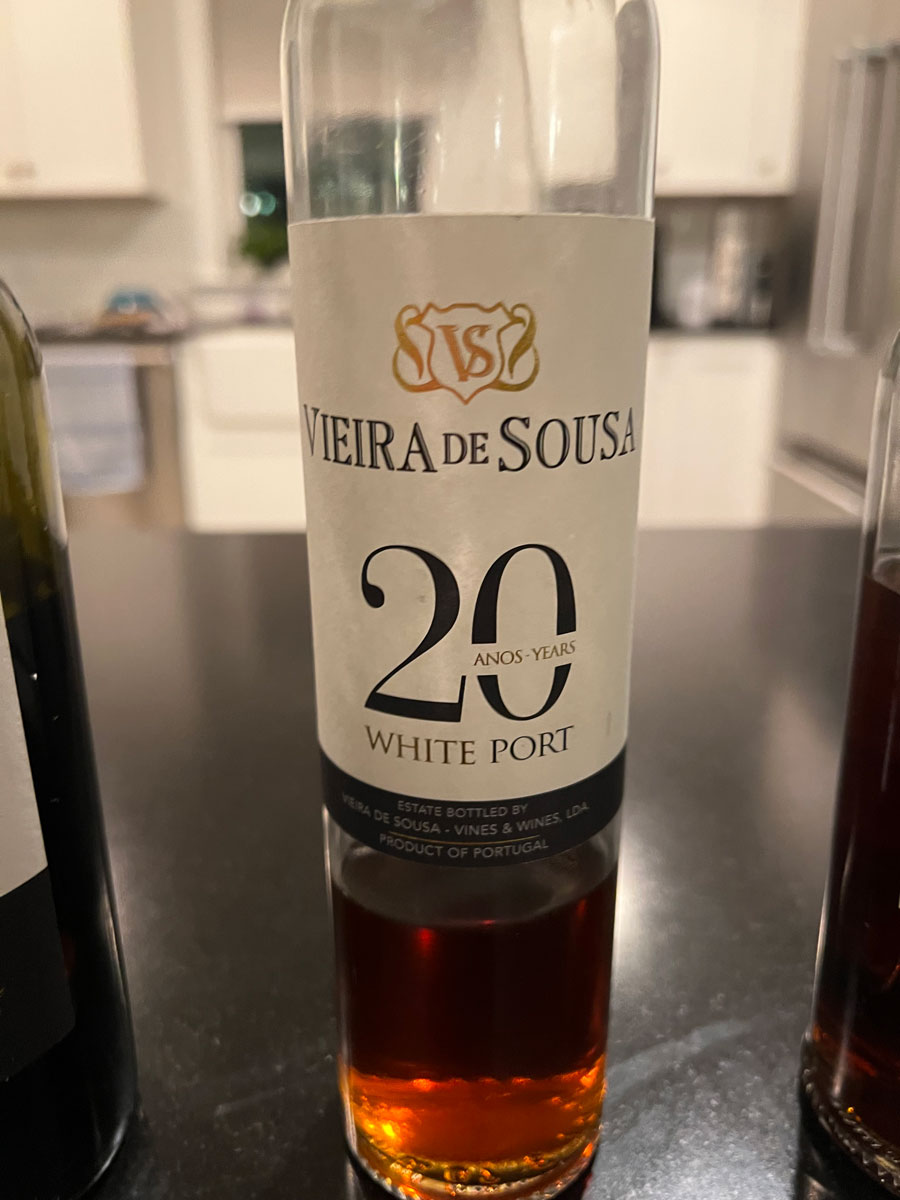 VS
VIEIRA DE SOUSA
20
ANOS-YEARS
WHITE PORT
ESTATE BOTTLED BY
VIEIRA DE SOUSA - VINES & WINES, LDA.
PRODUCT OF PORTUGAL